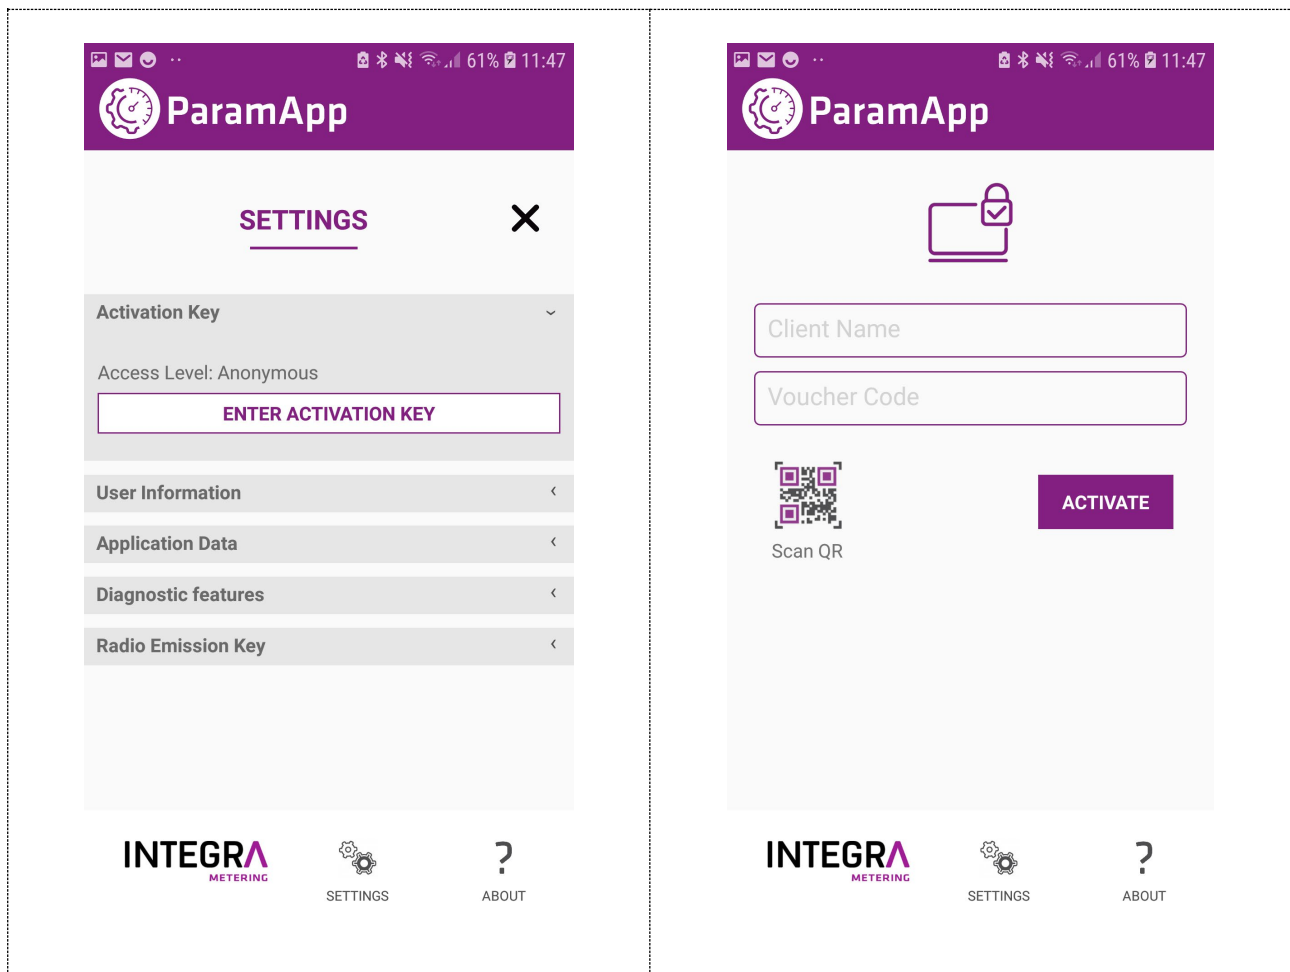 61% 11:47
ParamApp
SETTINGS
Activation Key
Access Level: Anonymous
ENTER ACTIVATION KEY
User Information
Application Data
Diagnostic features
Radio Emission Key
INTEGRA
METERING
SETTINGS
?
ABOUT
61% 11:47
ParamApp
Client Name
Voucher Code
ACTIVATE
Scan QR
INTEGRA
METERING
SETTINGS
?
ABOUT